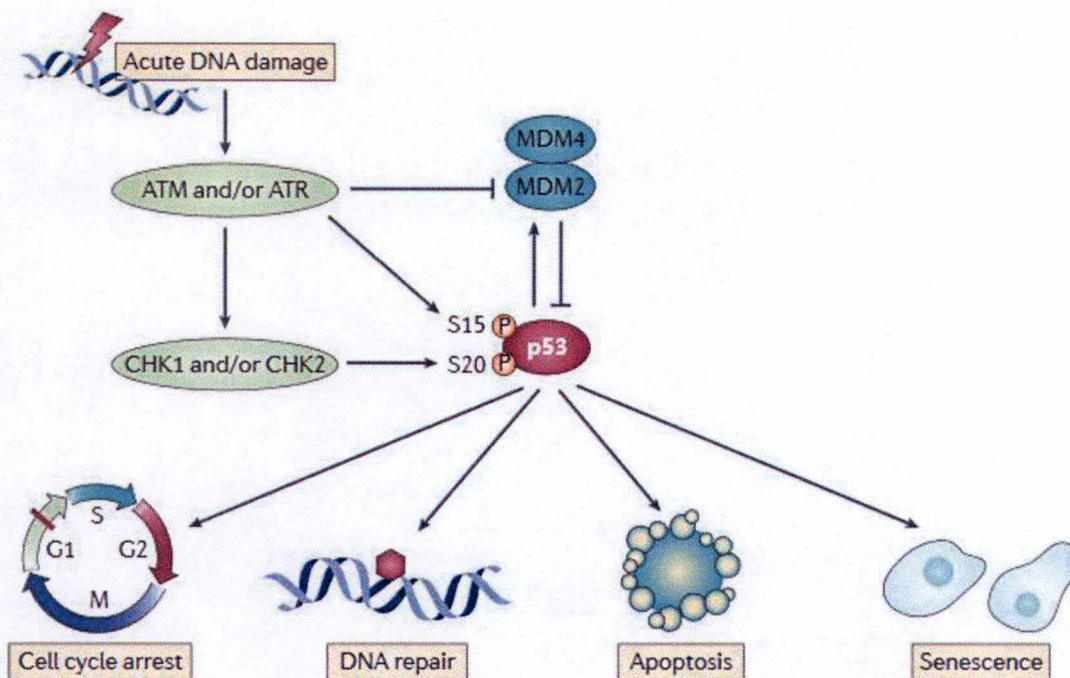 Acute DNA damage
MDM4
ATM and/or ATR
MDM2
S15 P
p53
CHK1 and/or CHK2
S20 P
S
G1
G2
M
Cell cycle arrest
DNA repair
Apoptosis
Senescence